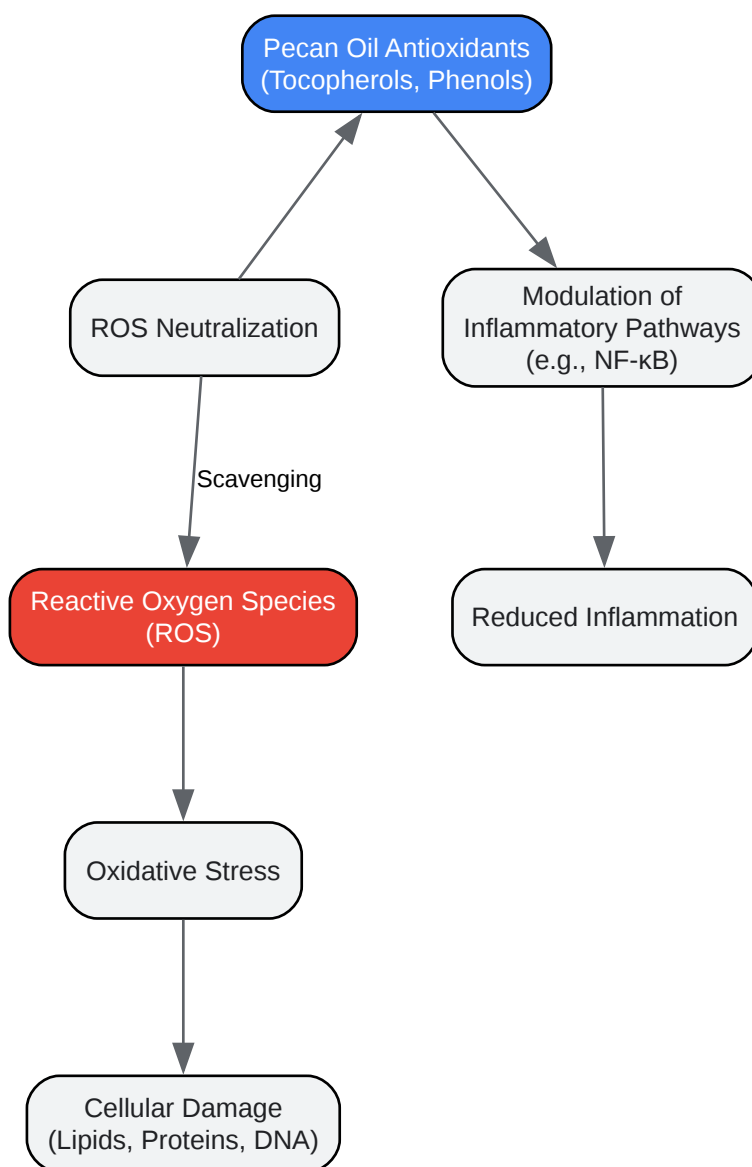 Pecan Oil Antioxidants
(Tocopherols, Phenols)
ROS Neutralization
Modulation of
Inflammatory Pathways
(e.g., NF-κB)
Scavenging
Reactive Oxygen Species
(ROS)
Reduced Inflammation
Oxidative Stress
Cellular Damage
(Lipids, Proteins, DNA)